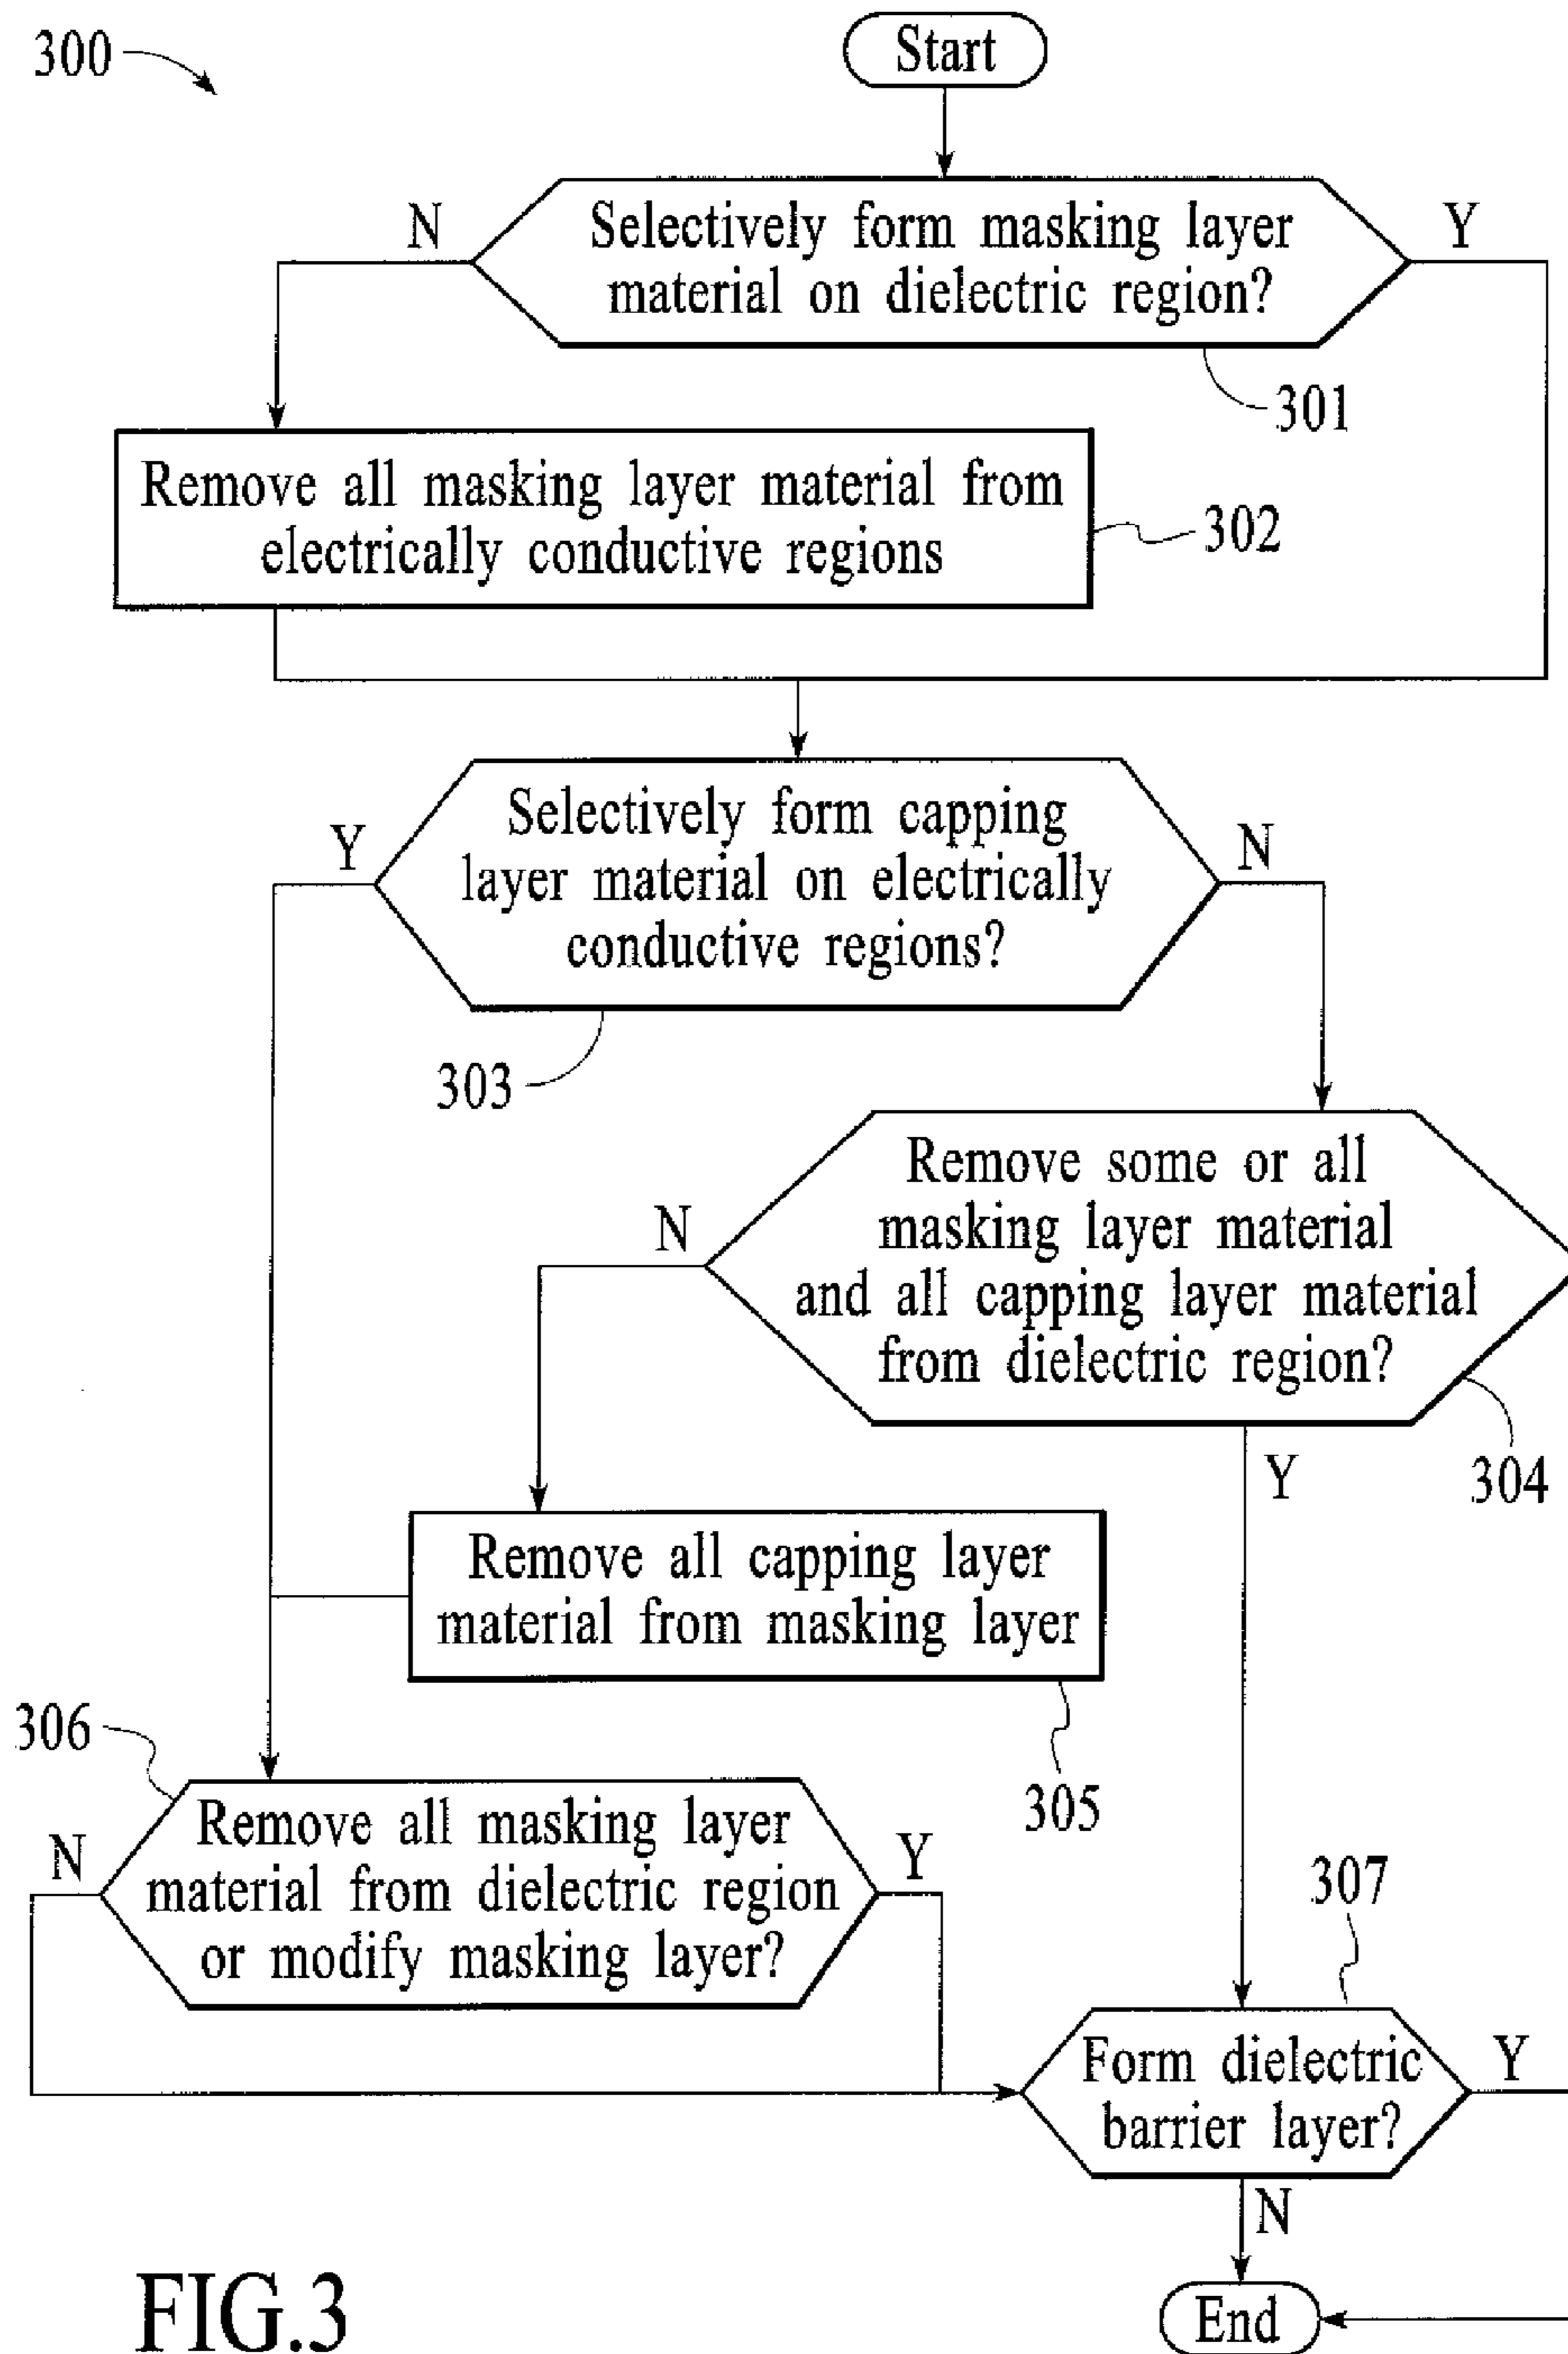 300
Start
N
Selectively form masking layer
material on dielectric region?
Y
301
Remove all masking layer material from
electrically conductive regions
302
Y
Selectively form capping
layer material on electrically
conductive regions?
N
303
N
Remove some or all
masking layer material
and all capping layer material
from dielectric region?
Y
304
Remove all capping layer
material from masking layer
305
306
N
Remove all masking layer
material from dielectric region
or modify masking layer?
Y
307
Form dielectric
barrier layer?
Y
N
End
FIG.3